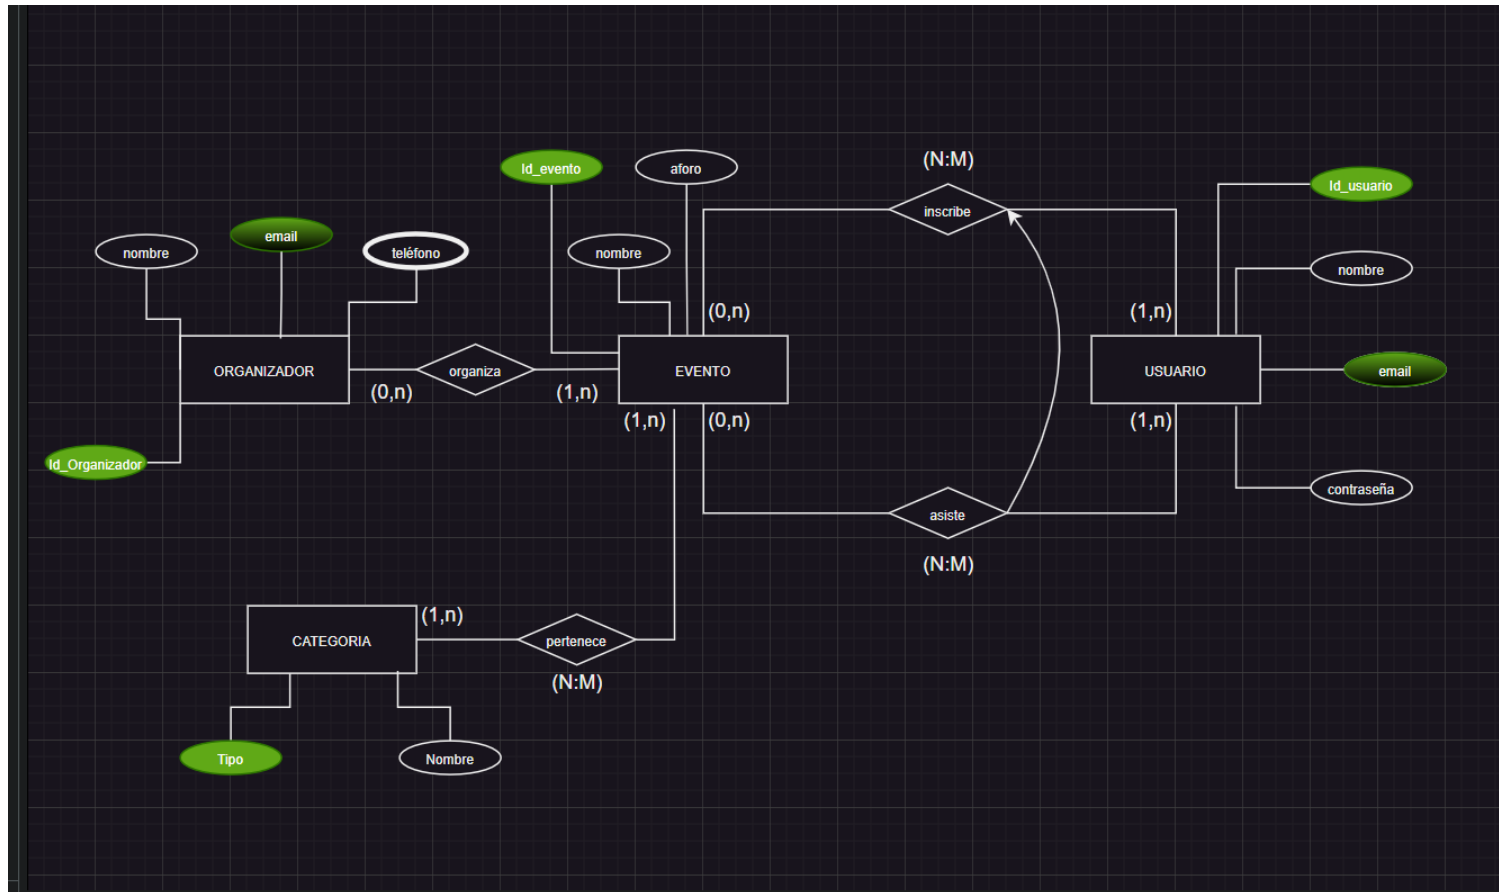 (N:M)
Id_evento
aforo
Id_usuario
inscribe
email
nombre
teléfono
nombre
nombre
(0,n)
(1,n)
ORGANIZADOR
organiza
EVENTO
USUARIO
email
(0,n)
(1,n)
(1,n)
(0,n)
(1,n)
Id_Organizador
contraseña
asiste
(N:M)
(1,n)
CATEGORIA
pertenece
(N:M)
Tipo
Nombre